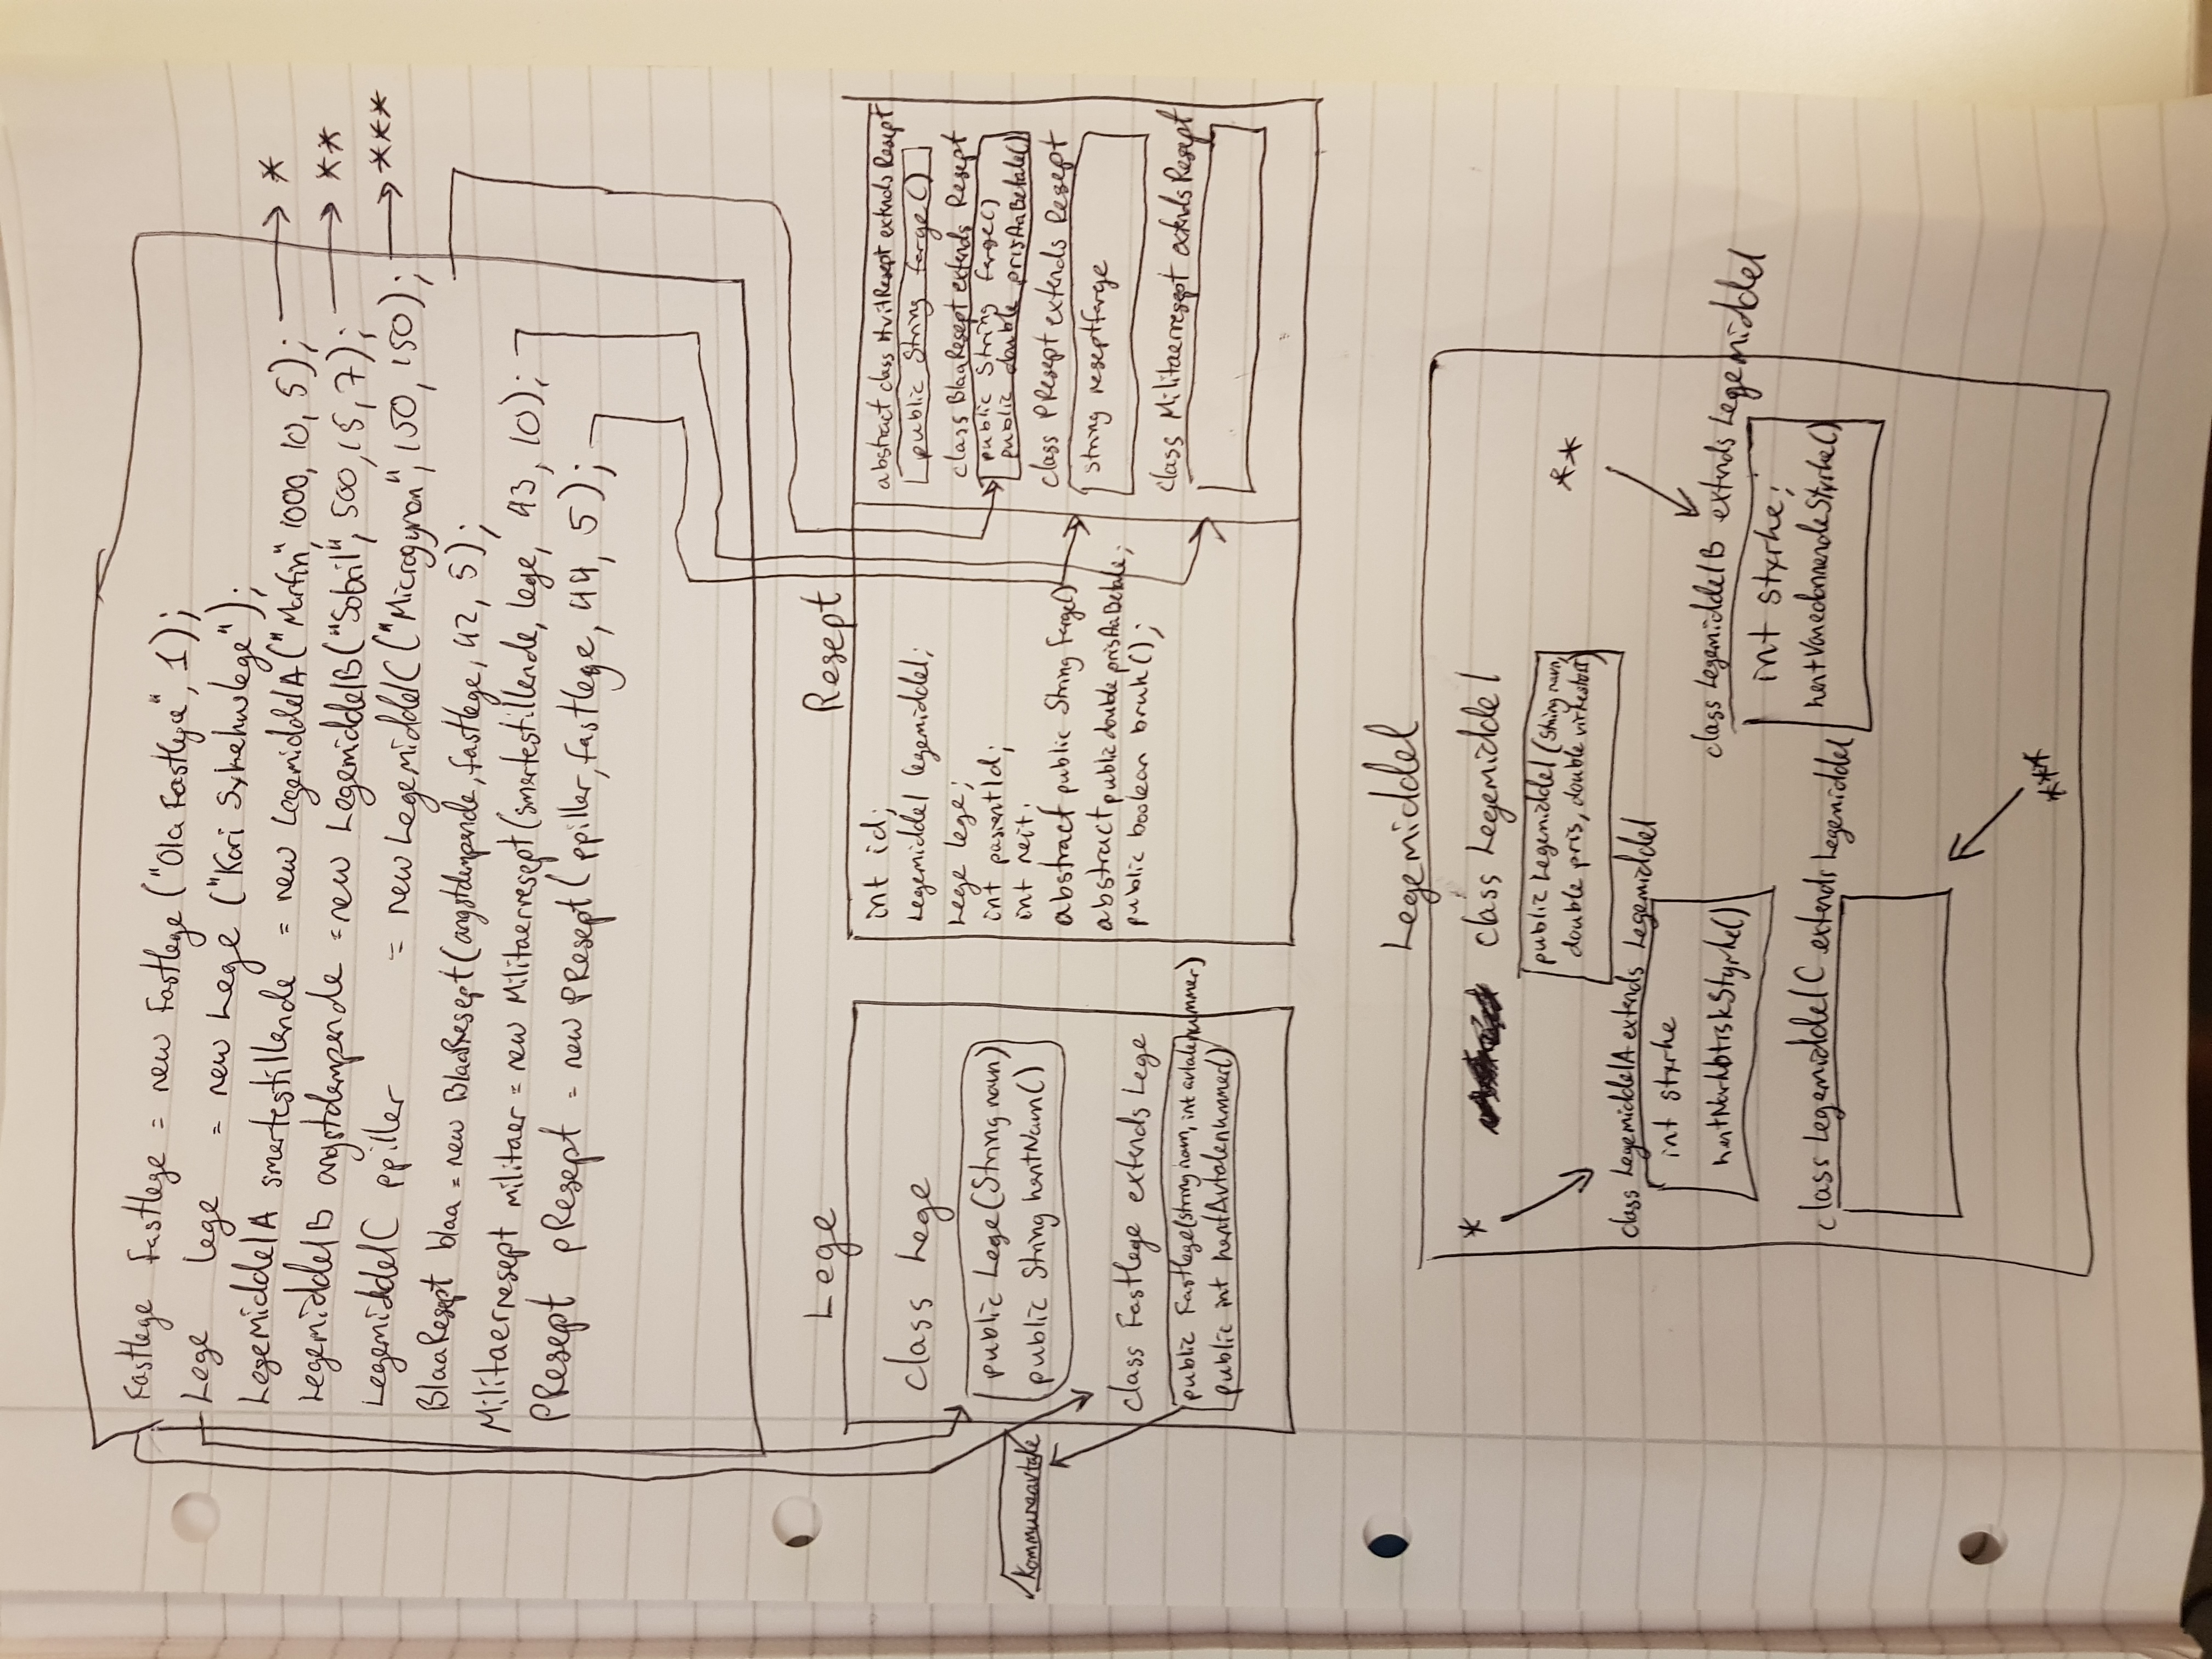 Fastlege fastlege = new Fastlege ("Ola Fastlege", 1);
Lege lege = new Lege ("Kari Sykehuslege");
LegemiddelA smertestillende = new LegemiddelA ("Morfin", 1000, 10, 5); *
LegemiddelB angstdempende = new LegemiddelB("Sobril", 500, 15, 7); **
LegemiddelC ppiller = new LegemiddelC ("Microgynon", 150, 150); ***
BlaaResept blaa = new BlaaResept(angstdempende, fastlege, 42, 5);
Militaerresept militaer = new Militaerresept(smertestillende, lege, 43, 10);
PResept pResept = new PResept(ppiller, fastlege, 44, 5);
Lege
class Lege
public Lege(String navn)
public String hentNavn()
Kommuneavtale
class Fastlege extends Lege
public Fastlege(string navn, int avtalenummer)
public int hentAvtalenummer()
Resept
int id;
Legemiddel legemiddel;
Lege lege;
int pasientId;
int reit;
abstract public String farge()
abstract public double prisAaBetale;
public boolean bruk();
abstract class HvitResept extends Resept
public String farge()
class BlaaResept extends Resept
public String farge()
public double prisAaBetale()
class PResept extends Resept
String reseptfarge
class Militaerresept extends Resept
Legemiddel
*
class Legemiddel
public Legemiddel (String navn,
double pris, double virkestoff)
**
class LegemiddelA extends Legemiddel
int styrke
hentNarkotiskStyrke()
class LegemiddelB extends Legemiddel
int styrke;
hentVanedannendeStyrke()
class LegemiddelC extends Legemiddel
***